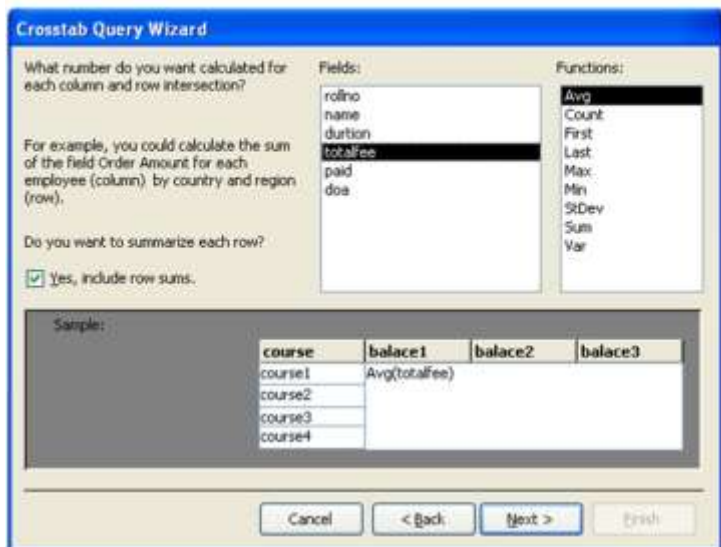 Crosstab Query Wizard
What number do you want calculated for
each column and row intersection?
For example, you could calculate the sum
of the field Order Amount for each
employee (column) by country and region
(row).
Do you want to summarize each row?
Yes, include row sums.
Fields:
rollno
name
durtion
totalfee
paid
doa
Functions:
Avg
Count
First
Last
Max
Min
StDev
Sum
Var
Sample:
course balace1 balace2 balace3
course1 Avg(totalfee)
course2
course3
course4
Cancel < Back Next > Finish